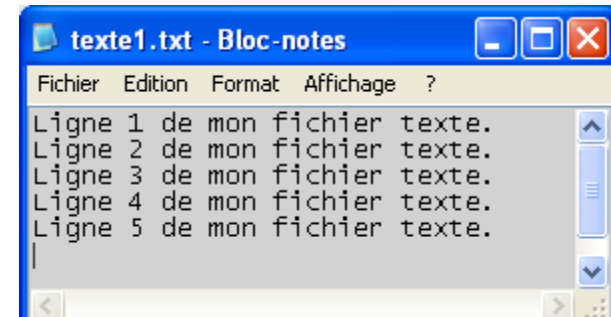 texte1.txt - Bloc-notes
Fichier Edition Format Affichage ?
Ligne 1 de mon fichier texte.
Ligne 2 de mon fichier texte.
Ligne 3 de mon fichier texte.
Ligne 4 de mon fichier texte.
Ligne 5 de mon fichier texte.